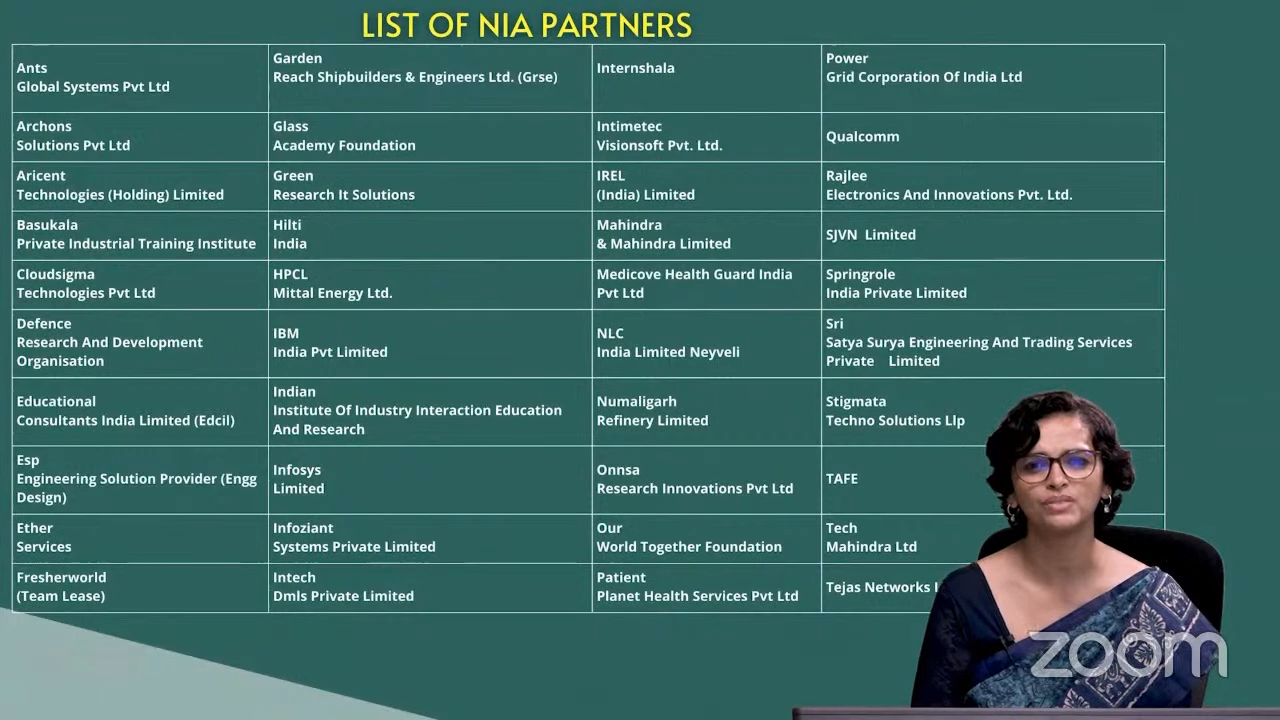 LIST OF NIA PARTNERS
Ants
Global Systems Pvt Ltd
Garden
Reach Shipbuilders & Engineers Ltd. (Grse)
Internshala
Power
Grid Corporation Of India Ltd
Archons
Solutions Pvt Ltd
Glass
Academy Foundation
Intimetec
Visionsoft Pvt. Ltd.
Qualcomm
Aricent
Technologies (Holding) Limited
Green
Research It Solutions
IREL
(India) Limited
Rajlee
Electronics And Innovations Pvt. Ltd.
Basukala
Private Industrial Training Institute
Hilti
India
Mahindra
& Mahindra Limited
SJVN Limited
Cloudsigma
Technologies Pvt Ltd
HPCL
Mittal Energy Ltd.
Medicove Health Guard India
Pvt Ltd
Springrole
India Private Limited
Defence
Research And Development
Organisation
IBM
India Pvt Limited
NLC
India Limited Neyveli
Sri
Satya Surya Engineering And Trading Services
Private Limited
Educational
Consultants India Limited (Edcil)
Indian
Institute Of Industry Interaction Education
And Research
Numaligarh
Refinery Limited
Stigmata
Techno Solutions Llp
Esp
Engineering Solution Provider (Engg
Design)
Infosys
Limited
Onnsa
Research Innovations Pvt Ltd
TAFE
Ether
Services
Infoziant
Systems Private Limited
Our
World Together Foundation
Tech
Mahindra Ltd
Fresherworld
(Team Lease)
Intech
Dmls Private Limited
Patient
Planet Health Services Pvt Ltd
Tejas Networks
zoom